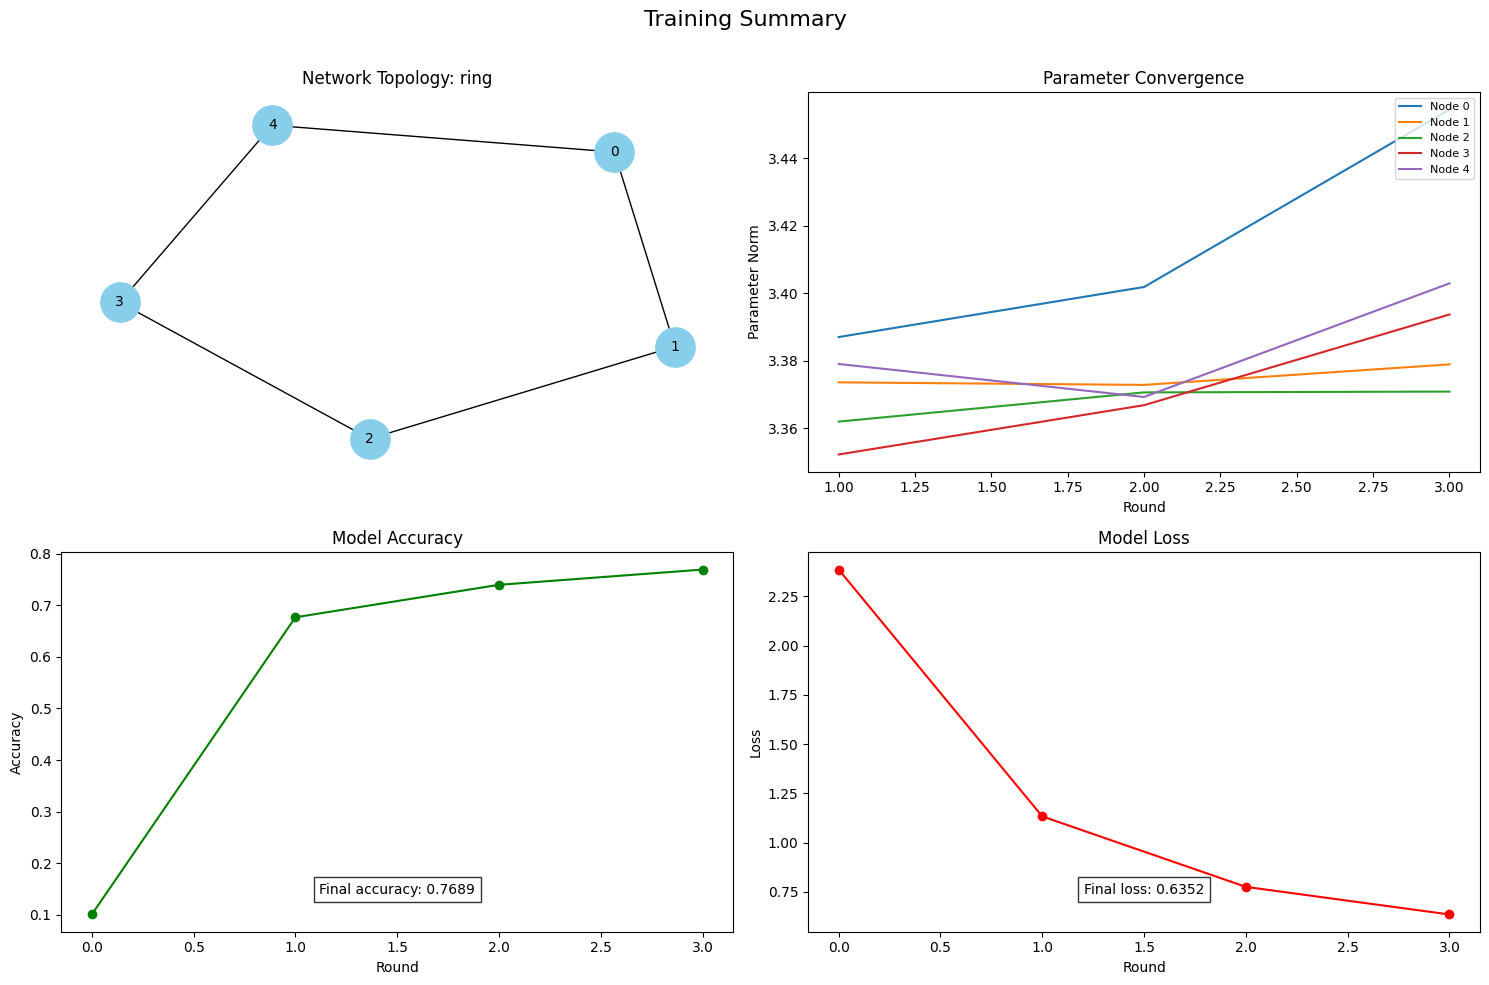 Training Summary
Network Topology: ring
4
0
3
1
2
Parameter Convergence
Node 0
Node 1
Node 2
Node 3
Node 4
Parameter Norm
3.44
3.42
3.40
3.38
3.36
1.00 1.25 1.50 1.75 2.00 2.25 2.50 2.75 3.00
Round
Model Accuracy
Accuracy
0.8
0.7
0.6
0.5
0.4
0.3
0.2
0.1
Final accuracy: 0.7689
0.0 0.5 1.0 1.5 2.0 2.5 3.0
Round
Model Loss
Loss
2.25
2.00
1.75
1.50
1.25
1.00
0.75
Final loss: 0.6352
0.0 0.5 1.0 1.5 2.0 2.5 3.0
Round